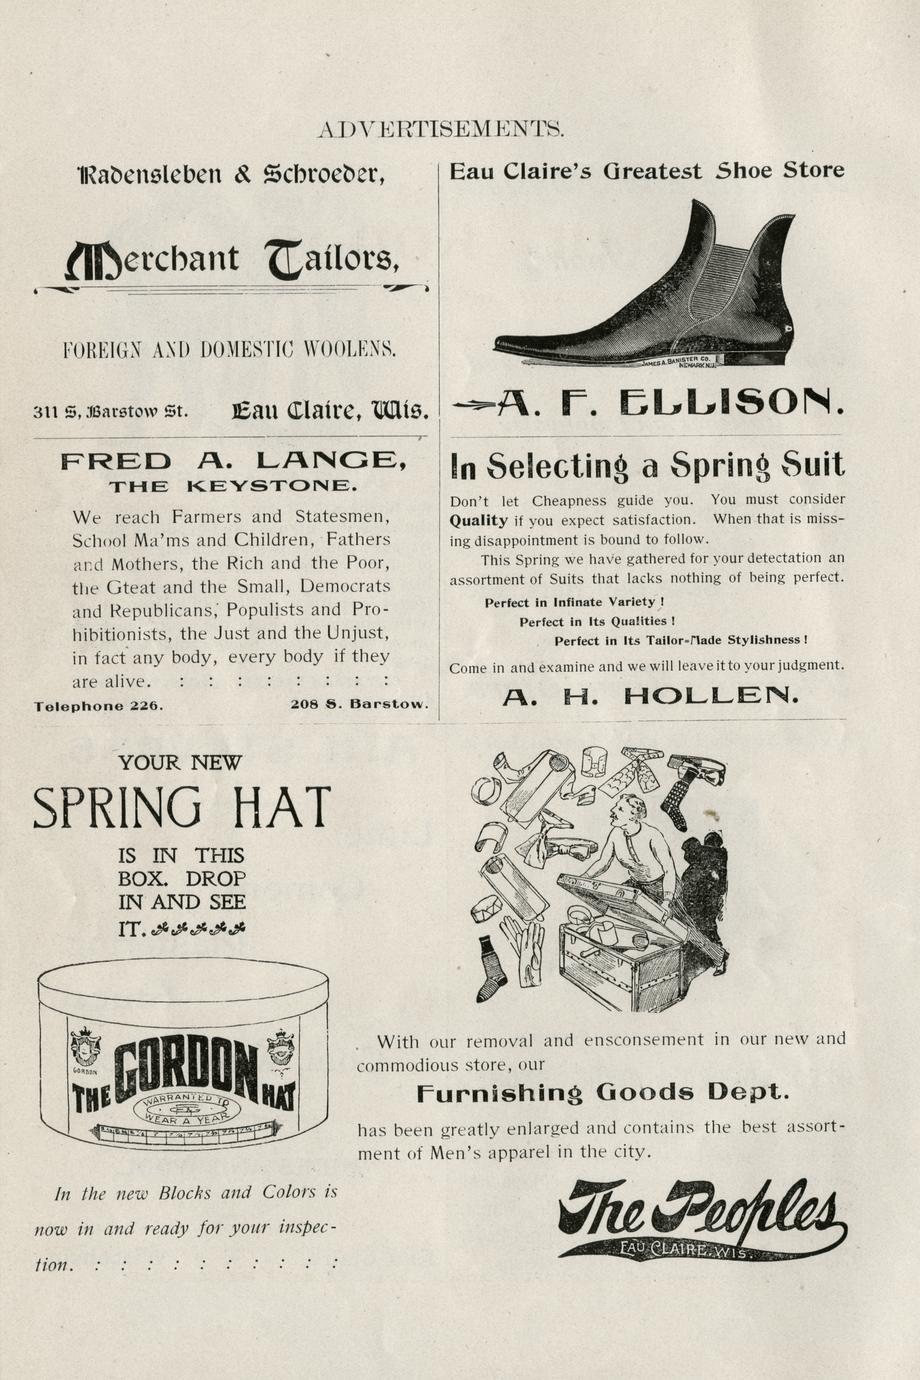 ADVERTISEMENTS.
Radensleben & Schroeder,
Merchant Tailors,
FOREIGN AND DOMESTIC WOOLENS.
311 S, Barstow St. Eau Claire, Wis.
Eau Claire's Greatest Shoe Store
JAMES A. BANISTER CO.
NEWARK N.J.
A. F. ELLISON.
FRED A. LANGE,
THE KEYSTONE.
We reach Farmers and Statesmen,
School Ma'ms and Children, Fathers
and Mothers, the Rich and the Poor,
the Gteat and the Small, Democrats
and Republicans, Populists and Pro-
hibitionists, the Just and the Unjust,
in fact any body, every body if they
are alive. : : : : : : : :
Telephone 226. 208 S. Barstow.
In Selecting a Spring Suit
Don't let Cheapness guide you. You must consider
Quality if you expect satisfaction. When that is miss-
ing disappointment is bound to follow.
This Spring we have gathered for your detectation an
assortment of Suits that lacks nothing of being perfect.
Perfect in Infinate Variety !
Perfect in Its Qualities !
Perfect in Its Tailor-Made Stylishness !
Come in and examine and we will leave it to your judgment.
A. H. HOLLEN.
YOUR NEW
SPRING HAT
IS IN THIS
BOX. DROP
IN AND SEE
IT.
GORDON
THE GORDON HAT
WARRANTED TO
WEAR A YEAR
In the new Blocks and Colors is
now in and ready for your inspec-
tion. : : : : : : : : : :
With our removal and ensconsement in our new and
commodious store, our
Furnishing Goods Dept.
has been greatly enlarged and contains the best assort-
ment of Men's apparel in the city.
The Peoples
EAU CLAIRE, WIS.